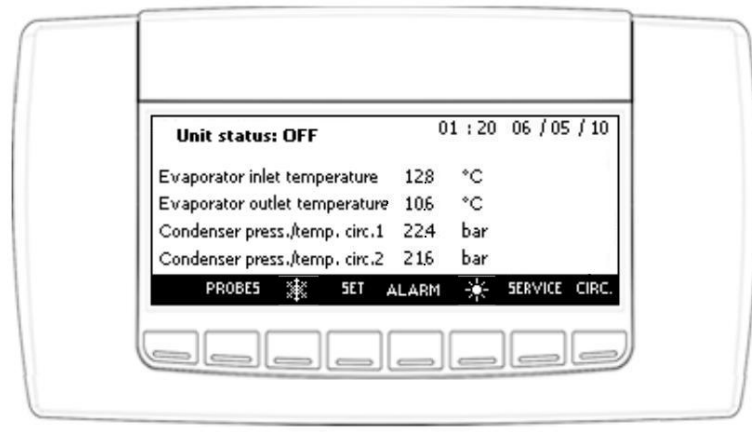 Unit status: OFF 01 : 20 06 / 05 / 10
Evaporator inlet temperature 12.8 °C
Evaporator outlet temperature 10.6 °C
Condenser press./temp. circ.1 22.4 bar
Condenser press./temp. circ.2 21.6 bar
PROBES SET ALARM SERVICE CIRC.